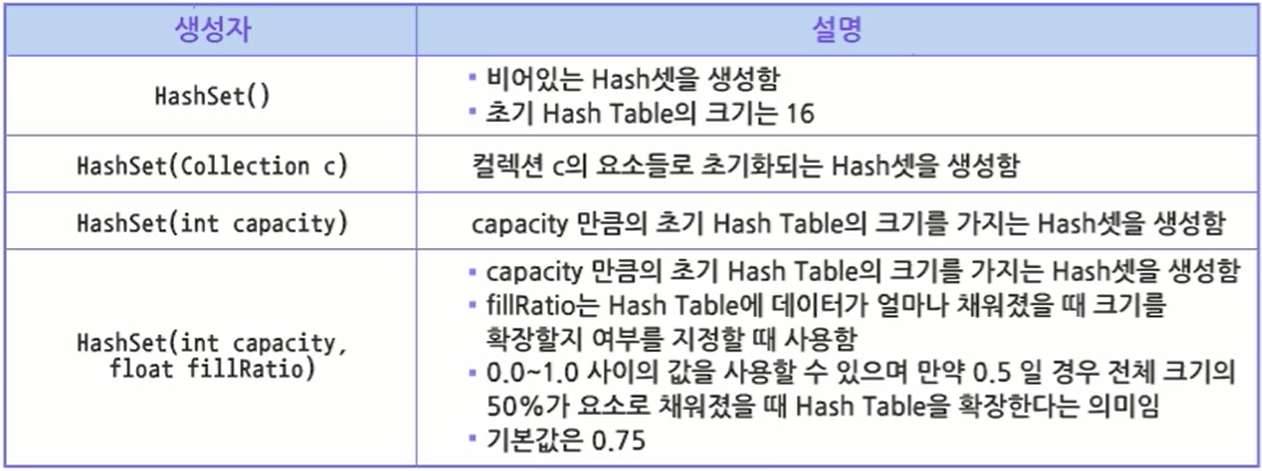 생성자
설명
HashSet()
▪ 비어있는 Hash셋을 생성함
▪ 초기 Hash Table의 크기는 16
HashSet(Collection c)
컬렉션 c의 요소들로 초기화되는 Hash셋을 생성함
HashSet(int capacity)
capacity 만큼의 초기 Hash Table의 크기를 가지는 Hash셋을 생성함
HashSet(int capacity,
float fillRatio)
▪ capacity 만큼의 초기 Hash Table의 크기를 가지는 Hash셋을 생성함
▪ fillRatio는 Hash Table에 데이터가 얼마나 채워졌을 때 크기를
확장할지 여부를 지정할 때 사용함
▪ 0.0~1.0 사이의 값을 사용할 수 있으며 만약 0.5 일 경우 전체 크기의
50%가 요소로 채워졌을 때 Hash Table을 확장한다는 의미임
▪ 기본값은 0.75